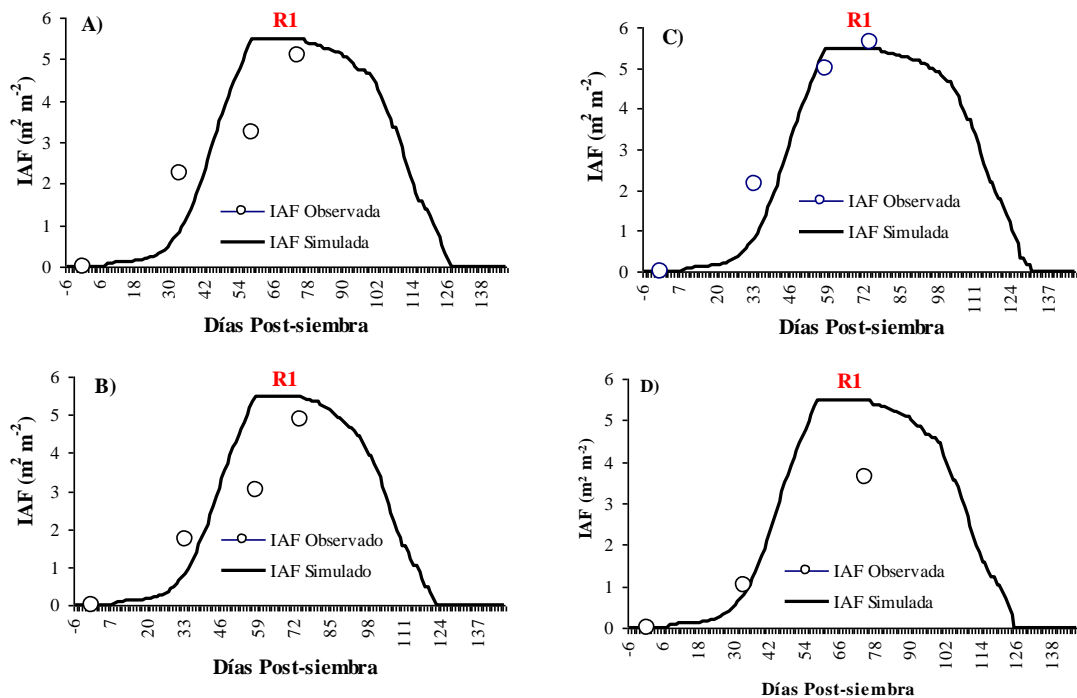 A)
R1
IAF (m² m⁻²)
6
5
4
3
2
1
0
IAF Observada
IAF Simulada
-6 6 18 30 42 54 66 78 90 102 114 126 138
Días Post-siembra
C)
R1
IAF (m² m⁻²)
6
5
4
3
2
1
0
IAF Observada
IAF Simulada
-6 7 20 33 46 59 72 85 98 111 124 137
Días Post-siembra
B)
R1
IAF (m² m⁻²)
6
5
4
3
2
1
0
IAF Observado
IAF Simulado
-6 7 20 33 46 59 72 85 98 111 124 137
Días Post-siembra
D)
R1
IAF (m² m⁻²)
6
5
4
3
2
1
0
IAF Observada
IAF Simulada
-6 6 18 30 42 54 66 78 90 102 114 126 138
Días Post-siembra